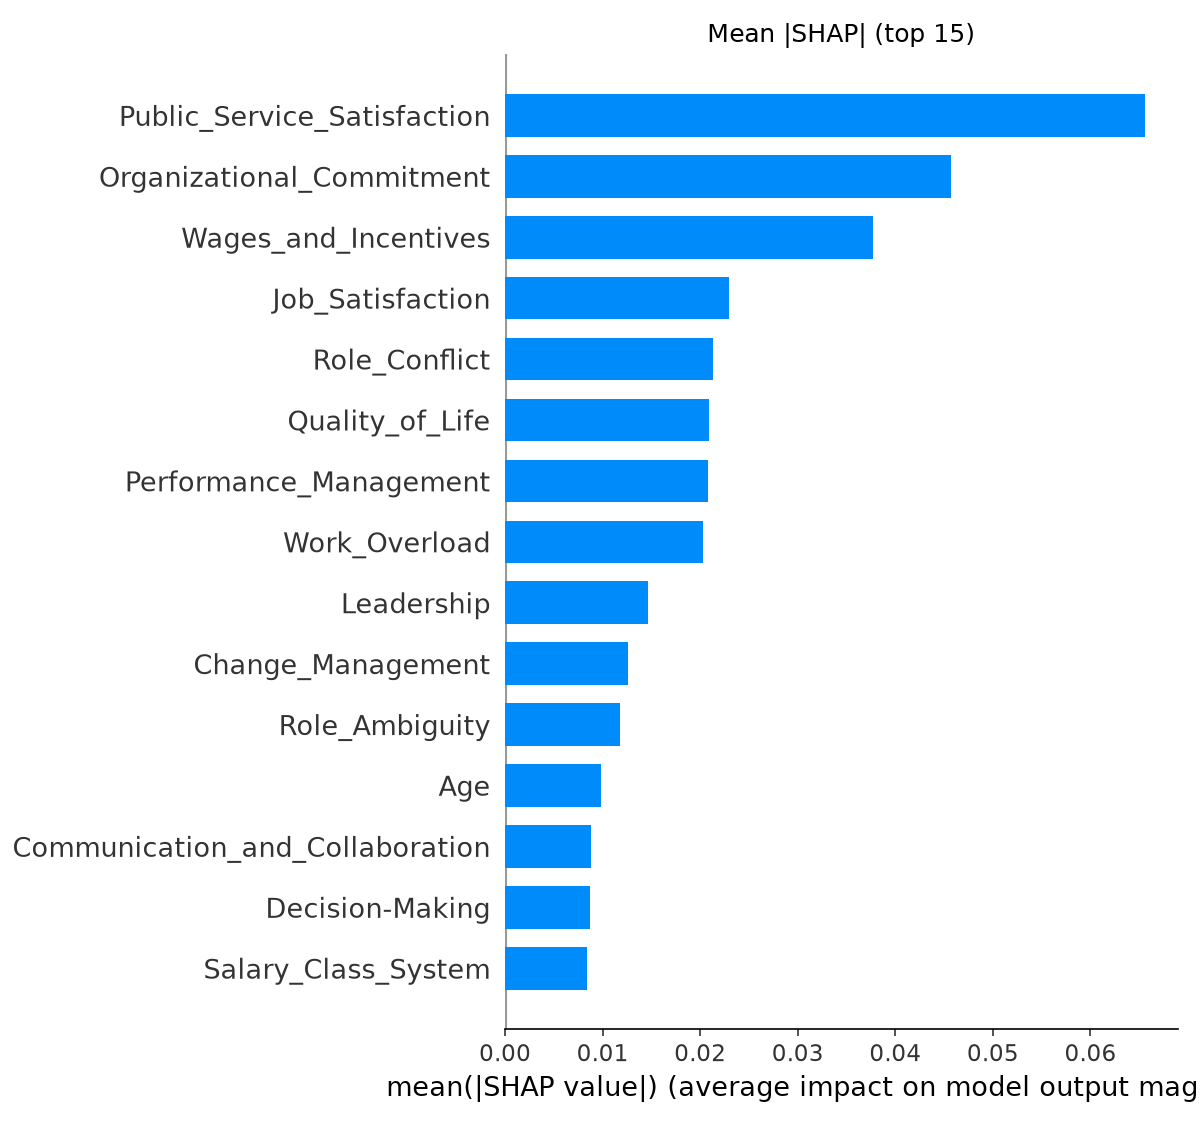 Mean |SHAP| (top 15)
Public_Service_Satisfaction
Organizational_Commitment
Wages_and_Incentives
Job_Satisfaction
Role_Conflict
Quality_of_Life
Performance_Management
Work_Overload
Leadership
Change_Management
Role_Ambiguity
Age
Communication_and_Collaboration
Decision-Making
Salary_Class_System
0.00 0.01 0.02 0.03 0.04 0.05 0.06
mean(|SHAP value|) (average impact on model output mag